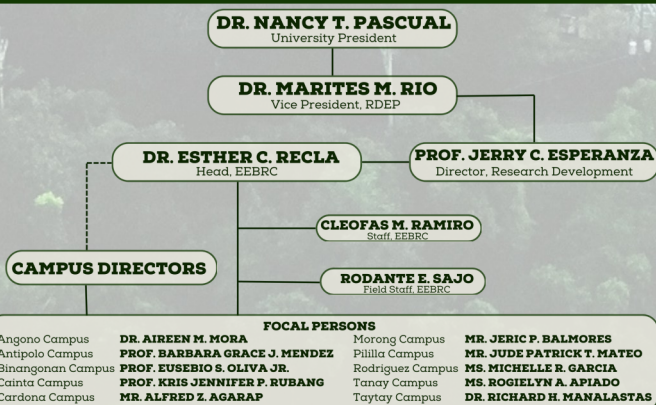 DR. NANCY T. PASCUAL
University President
DR. MARITES M. RIO
Vice President, RDEP
DR. ESTHER C. RECLA
Head, EEBRC
PROF. JERRY C. ESPERANZA
Director, Research Development
CLEOFAS M. RAMIRO
Staff, EEBRC
CAMPUS DIRECTORS
RODANTE E. SAJO
Field Staff, EEBRC
FOCAL PERSONS
Angono Campus DR. AIREEN M. MORA
Antipolo Campus PROF. BARBARA GRACE J. MENDEZ
Binangonan Campus PROF. EUSEBIO S. OLIVA JR.
Cainta Campus PROF. KRIS JENNIFER P. RUBANG
Cardona Campus MR. ALFRED Z. AGARAP
Morong Campus MR. JERIC P. BALMORES
Pililla Campus MR. JUDE PATRICK T. MATEO
Rodriguez Campus MS. MICHELLE R. GARCIA
Tanay Campus MS. ROGIELYN A. APIADO
Taytay Campus DR. RICHARD H. MANALASTAS